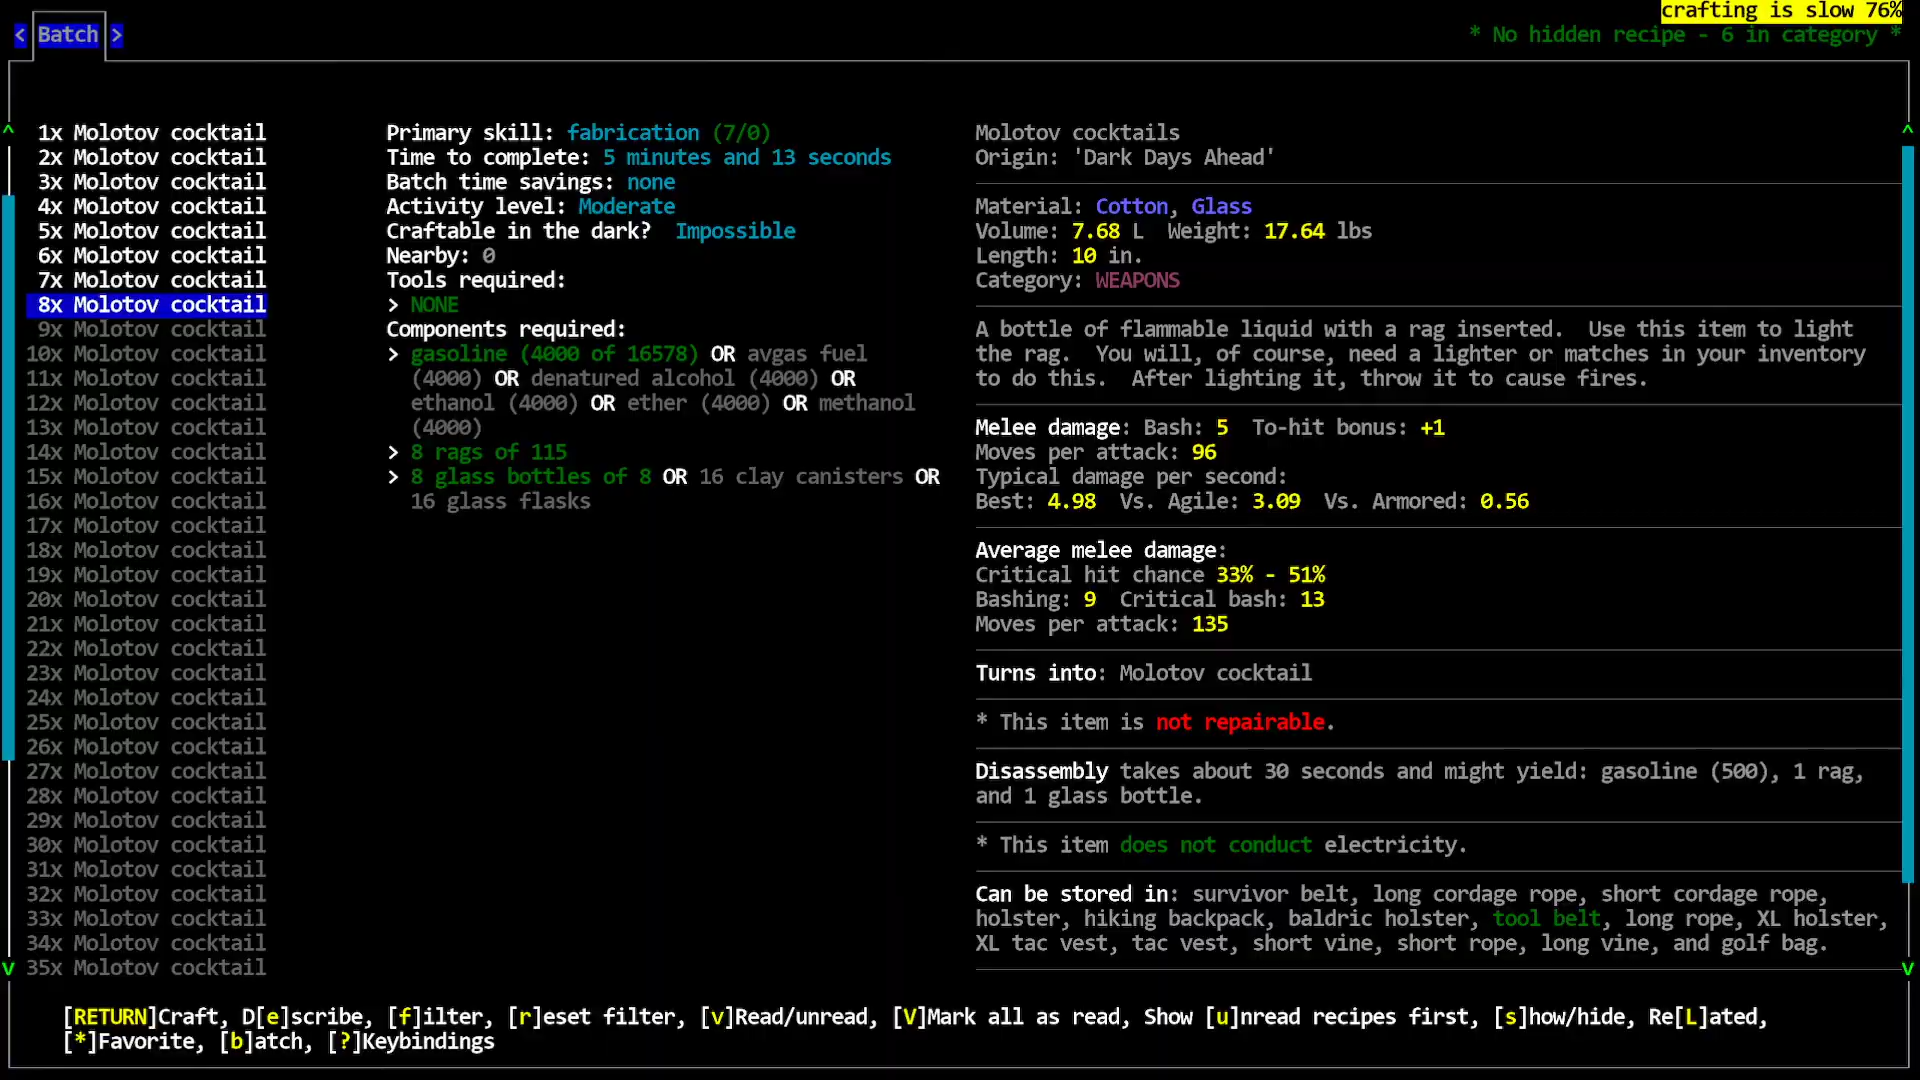 crafting is slow 76%
< Batch >
* No hidden recipe - 6 in category *
1x Molotov cocktail
2x Molotov cocktail
3x Molotov cocktail
4x Molotov cocktail
5x Molotov cocktail
6x Molotov cocktail
7x Molotov cocktail
8x Molotov cocktail
9x Molotov cocktail
10x Molotov cocktail
11x Molotov cocktail
12x Molotov cocktail
13x Molotov cocktail
14x Molotov cocktail
15x Molotov cocktail
16x Molotov cocktail
17x Molotov cocktail
18x Molotov cocktail
19x Molotov cocktail
20x Molotov cocktail
21x Molotov cocktail
22x Molotov cocktail
23x Molotov cocktail
24x Molotov cocktail
25x Molotov cocktail
26x Molotov cocktail
27x Molotov cocktail
28x Molotov cocktail
29x Molotov cocktail
30x Molotov cocktail
31x Molotov cocktail
32x Molotov cocktail
33x Molotov cocktail
34x Molotov cocktail
35x Molotov cocktail
Primary skill: fabrication (7/0)
Time to complete: 5 minutes and 13 seconds
Batch time savings: none
Activity level: Moderate
Craftable in the dark?  Impossible
Nearby: 0
Tools required:
> NONE
Components required:
> gasoline (4000 of 16578) OR avgas fuel
(4000) OR denatured alcohol (4000) OR
ethanol (4000) OR ether (4000) OR methanol
(4000)
> 8 rags of 115
> 8 glass bottles of 8 OR 16 clay canisters OR
16 glass flasks
Molotov cocktails
Origin: 'Dark Days Ahead'
Material: Cotton, Glass
Volume: 7.68 L  Weight: 17.64 lbs
Length: 10 in.
Category: WEAPONS
A bottle of flammable liquid with a rag inserted.  Use this item to light
the rag.  You will, of course, need a lighter or matches in your inventory
to do this.  After lighting it, throw it to cause fires.
Melee damage: Bash: 5  To-hit bonus: +1
Moves per attack: 96
Typical damage per second:
Best: 4.98  Vs. Agile: 3.09  Vs. Armored: 0.56
Average melee damage:
Critical hit chance 33% - 51%
Bashing: 9  Critical bash: 13
Moves per attack: 135
Turns into: Molotov cocktail
* This item is not repairable.
Disassembly takes about 30 seconds and might yield: gasoline (500), 1 rag,
and 1 glass bottle.
* This item does not conduct electricity.
Can be stored in: survivor belt, long cordage rope, short cordage rope,
holster, hiking backpack, baldric holster, tool belt, long rope, XL holster,
XL tac vest, tac vest, short vine, short rope, long vine, and golf bag.
[RETURN]Craft, D[e]scribe, [f]ilter, [r]eset filter, [v]Read/unread, [V]Mark all as read, Show [u]nread recipes first, [s]how/hide, Re[L]ated,
[*]Favorite, [b]atch, [?]Keybindings